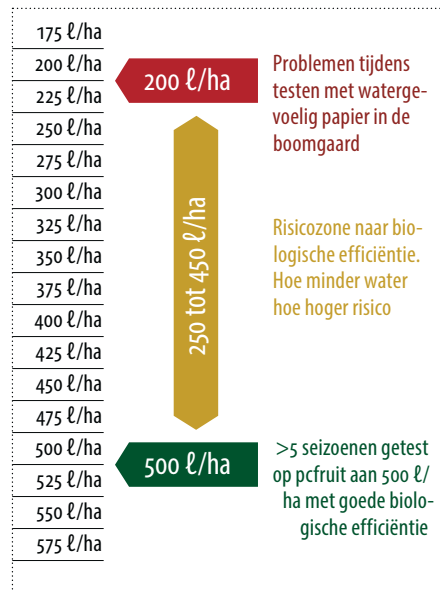 175 ℓ/ha
200 ℓ/ha
225 ℓ/ha
250 ℓ/ha
275 ℓ/ha
300 ℓ/ha
325 ℓ/ha
350 ℓ/ha
375 ℓ/ha
400 ℓ/ha
425 ℓ/ha
450 ℓ/ha
475 ℓ/ha
500 ℓ/ha
525 ℓ/ha
550 ℓ/ha
575 ℓ/ha
200 ℓ/ha
Problemen tijdens
testen met waterge-
voelig papier in de
boomgaard
250 tot 450 ℓ/ha
Risicozone naar bio-
logische efficiëntie.
Hoe minder water
hoe hoger risico
500 ℓ/ha
>5 seizoenen getest
op pcfruit aan 500 ℓ/
ha met goede biolo-
gische efficiëntie